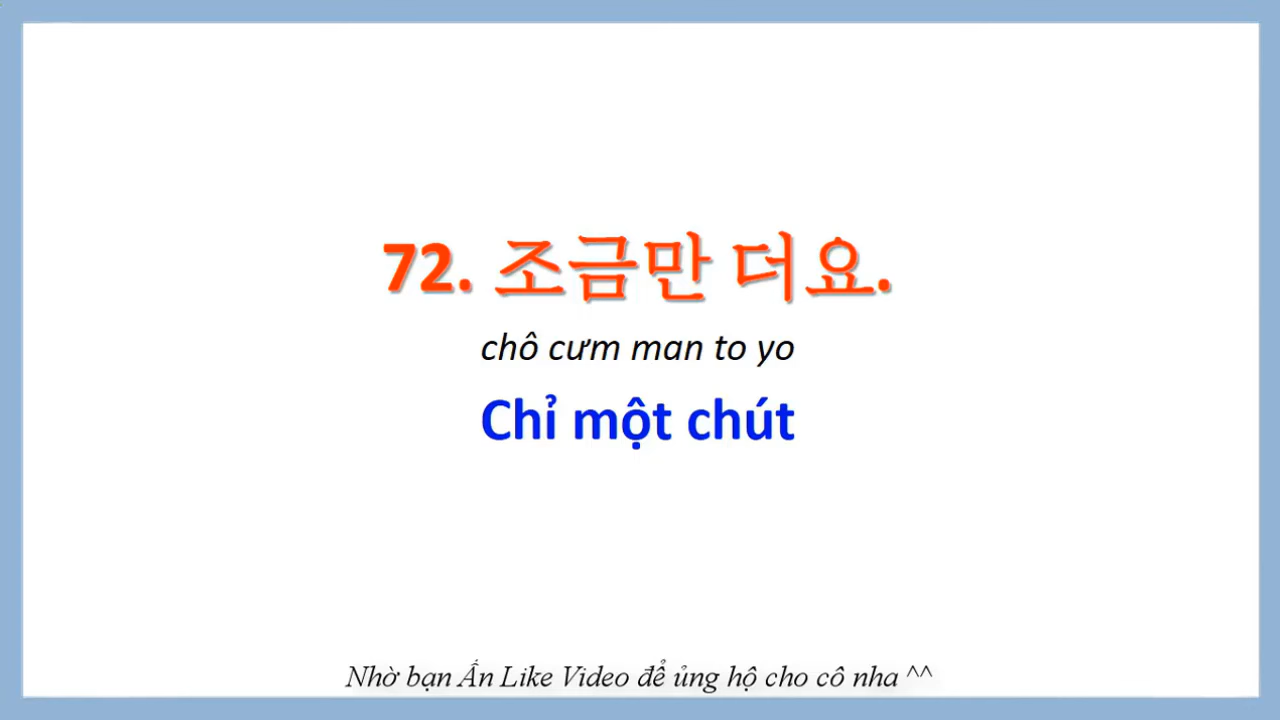 72. 조금만 더요.
chô cưm man to yo
Chỉ một chút
Nhờ bạn Ấn Like Video để ủng hộ cho cô nha ^^